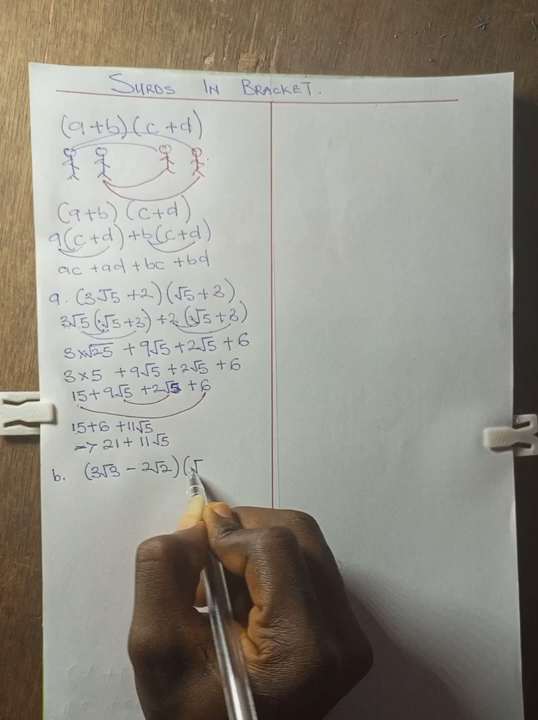 SURDS IN BRACKET.
(a+b)(c+d)
(a+b) (c+d)
a(c+d)+b(c+d)
ac +ad +bc +bd
a. (3√5 +2)(√5+3)
3√5(√5+3)+2(√5+3)
3×√25 +9√5+2√5 +6
3×5 +9√5+2√5 +6
15+9√5 +2√5 +6
15+6 +11√5
-> 21+11√5
b. (3√3 - 2√2)(√